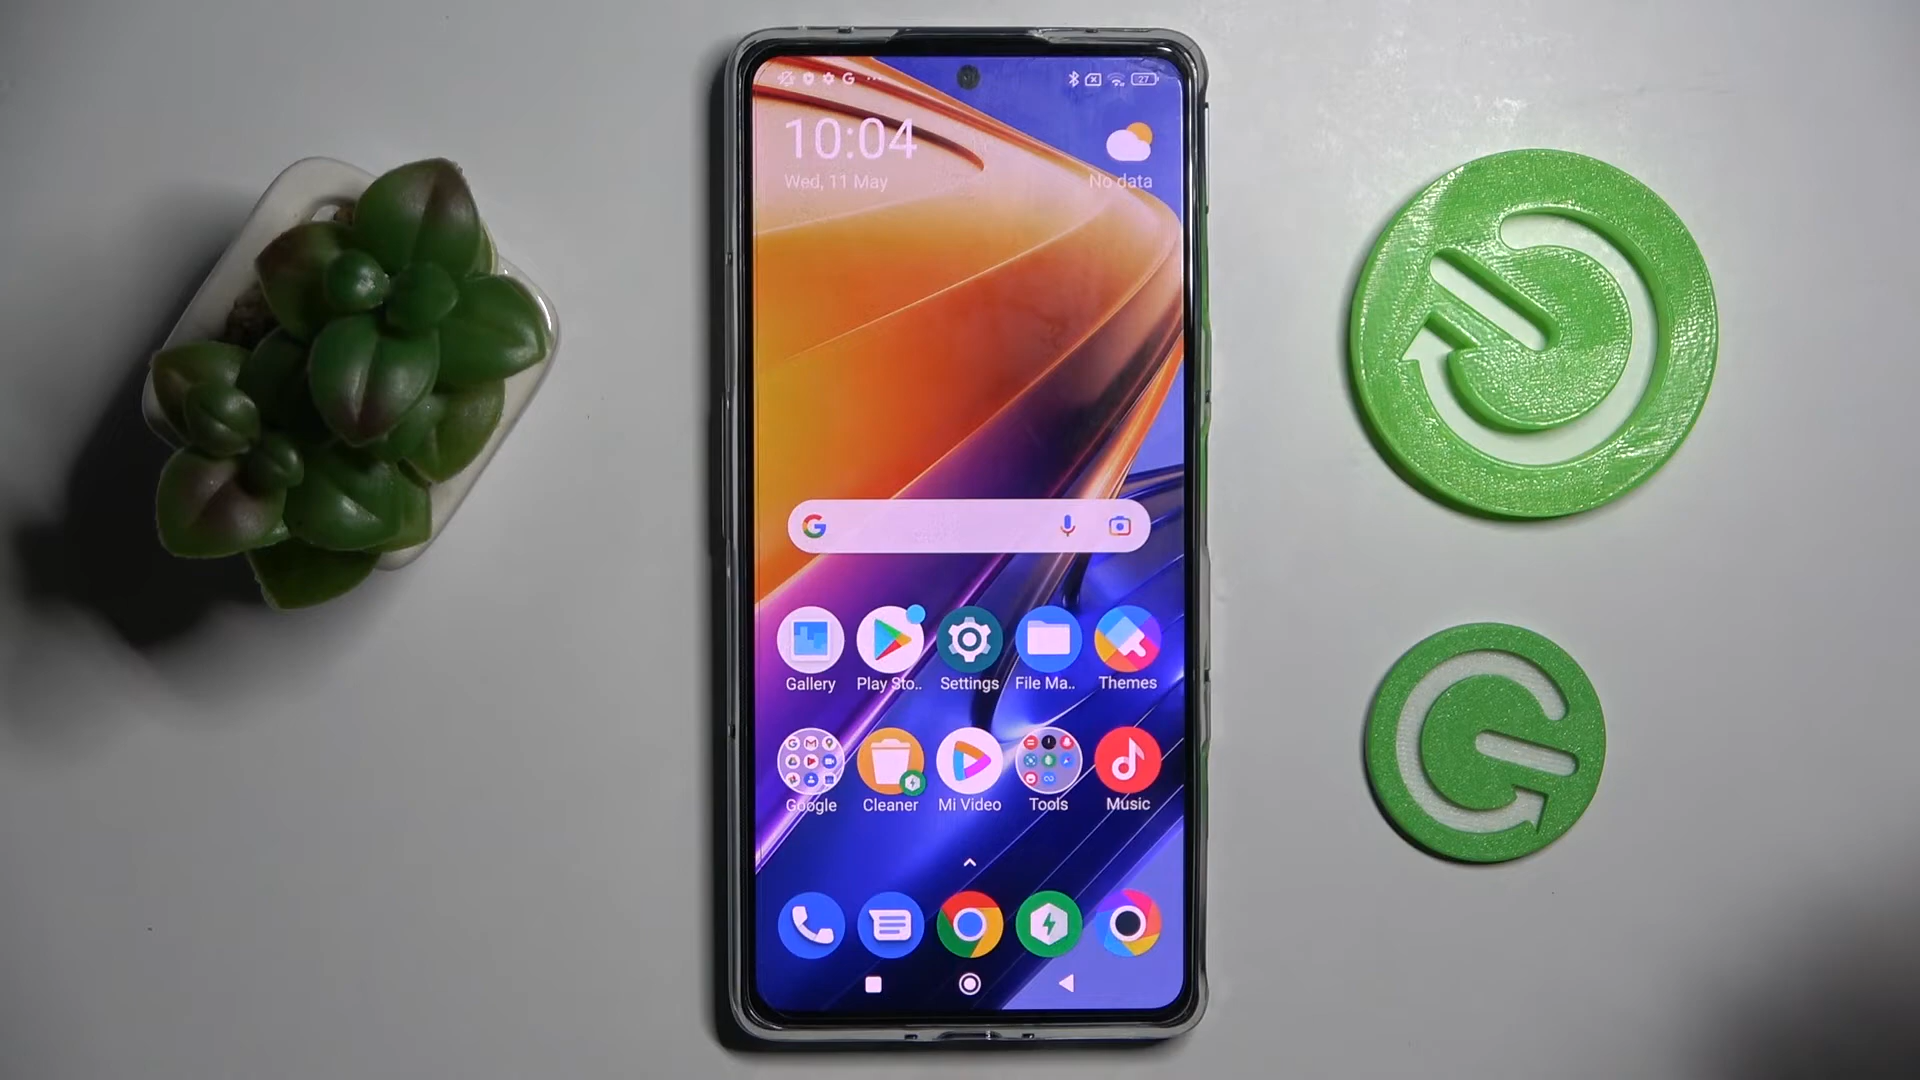 27
10:04
Wed, 11 May
No data
Gallery
Play Sto..
Settings
File Ma..
Themes
Google
Cleaner
Mi Video
Tools
Music